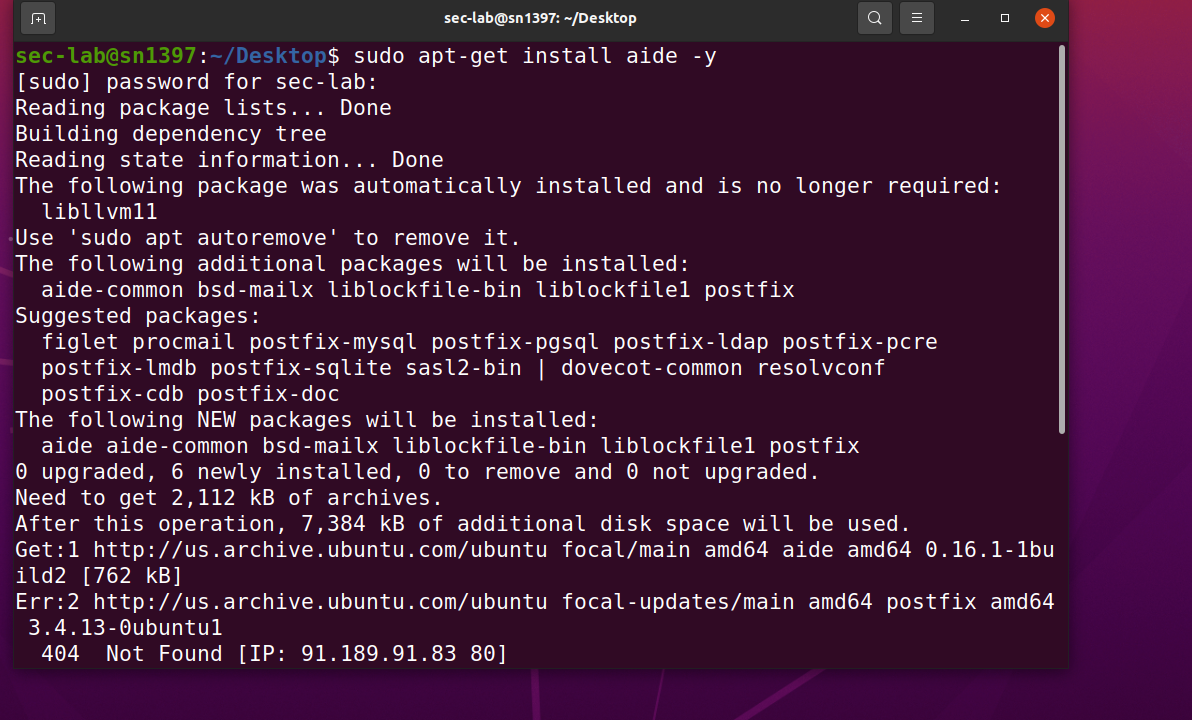 sec-lab@sn1397: ~/Desktop
sec-lab@sn1397:~/Desktop$ sudo apt-get install aide -y
[sudo] password for sec-lab:
Reading package lists... Done
Building dependency tree
Reading state information... Done
The following package was automatically installed and is no longer required:
  libllvm11
Use 'sudo apt autoremove' to remove it.
The following additional packages will be installed:
  aide-common bsd-mailx liblockfile-bin liblockfile1 postfix
Suggested packages:
  figlet procmail postfix-mysql postfix-pgsql postfix-ldap postfix-pcre
  postfix-lmdb postfix-sqlite sasl2-bin | dovecot-common resolvconf
  postfix-cdb postfix-doc
The following NEW packages will be installed:
  aide aide-common bsd-mailx liblockfile-bin liblockfile1 postfix
0 upgraded, 6 newly installed, 0 to remove and 0 not upgraded.
Need to get 2,112 kB of archives.
After this operation, 7,384 kB of additional disk space will be used.
Get:1 http://us.archive.ubuntu.com/ubuntu focal/main amd64 aide amd64 0.16.1-1bu
ild2 [762 kB]
Err:2 http://us.archive.ubuntu.com/ubuntu focal-updates/main amd64 postfix amd64
 3.4.13-0ubuntu1
  404  Not Found [IP: 91.189.91.83 80]